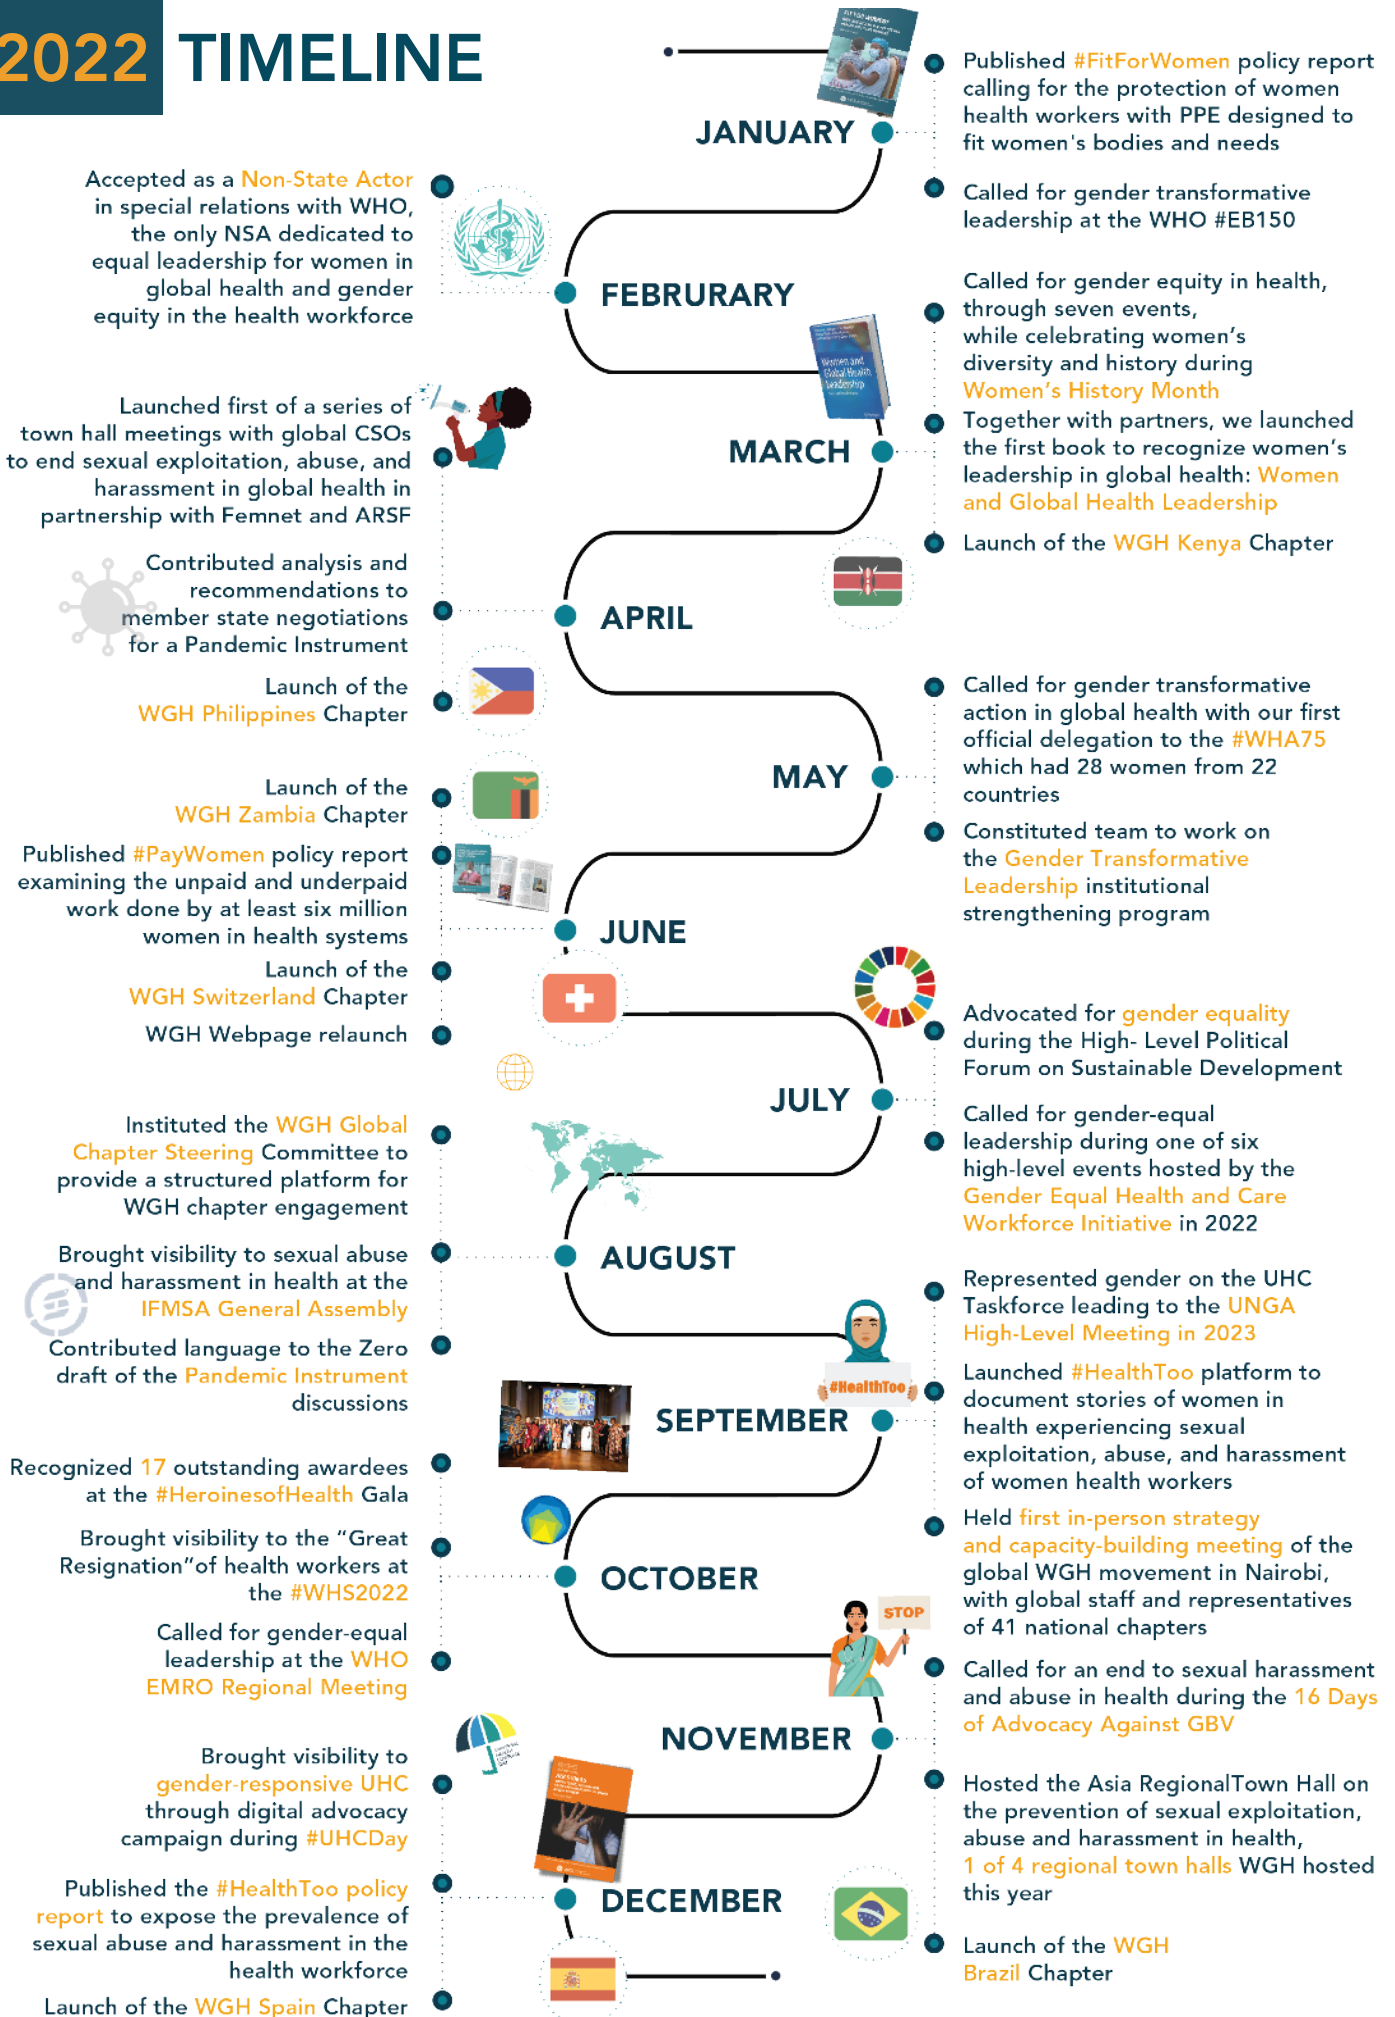 2022 TIMELINE
JANUARY
Published #FitForWomen policy report
calling for the protection of women
health workers with PPE designed to
fit women's bodies and needs
Called for gender transformative
leadership at the WHO #EB150
Accepted as a Non-State Actor
in special relations with WHO,
the only NSA dedicated to
equal leadership for women in
global health and gender
equity in the health workforce
FEBRURARY
Called for gender equity in health,
through seven events,
while celebrating women's
diversity and history during
Women's History Month
Women and
Global Health
Leadership
MARCH
Together with partners, we launched
the first book to recognize women's
leadership in global health: Women
and Global Health Leadership
Launch of the WGH Kenya Chapter
Launched first of a series of
town hall meetings with global CSOs
to end sexual exploitation, abuse, and
harassment in global health in
partnership with Femnet and ARSF
Contributed analysis and
recommendations to
member state negotiations
for a Pandemic Instrument
APRIL
Launch of the
WGH Philippines Chapter
MAY
Called for gender transformative
action in global health with our first
official delegation to the #WHA75
which had 28 women from 22
countries
Constituted team to work on
the Gender Transformative
Leadership institutional
strengthening program
Launch of the
WGH Zambia Chapter
Published #PayWomen policy report
examining the unpaid and underpaid
work done by at least six million
women in health systems
JUNE
Launch of the
WGH Switzerland Chapter
WGH Webpage relaunch
Advocated for gender equality
during the High- Level Political
Forum on Sustainable Development
JULY
Called for gender-equal
leadership during one of six
high-level events hosted by the
Gender Equal Health and Care
Workforce Initiative in 2022
Instituted the WGH Global
Chapter Steering Committee to
provide a structured platform for
WGH chapter engagement
Brought visibility to sexual abuse
and harassment in health at the
IFMSA General Assembly
AUGUST
Contributed language to the Zero
draft of the Pandemic Instrument
discussions
Represented gender on the UHC
Taskforce leading to the UNGA
High-Level Meeting in 2023
#HealthToo
SEPTEMBER
Launched #HealthToo platform to
document stories of women in
health experiencing sexual
exploitation, abuse, and harassment
of women health workers
Held first in-person strategy
and capacity-building meeting of the
global WGH movement in Nairobi,
with global staff and representatives
of 41 national chapters
Recognized 17 outstanding awardees
at the #HeroinesofHealth Gala
Brought visibility to the "Great
Resignation"of health workers at
the #WHS2022
OCTOBER
Called for gender-equal
leadership at the WHO
EMRO Regional Meeting
STOP
Called for an end to sexual harassment
and abuse in health during the 16 Days
of Advocacy Against GBV
NOVEMBER
Hosted the Asia RegionalTown Hall on
the prevention of sexual exploitation,
abuse and harassment in health,
1 of 4 regional town halls WGH hosted
this year
Launch of the WGH
Brazil Chapter
Brought visibility to
gender-responsive UHC
through digital advocacy
campaign during #UHCDay
Published the #HealthToo policy
report to expose the prevalence of
sexual abuse and harassment in the
health workforce
DECEMBER
Launch of the WGH Spain Chapter